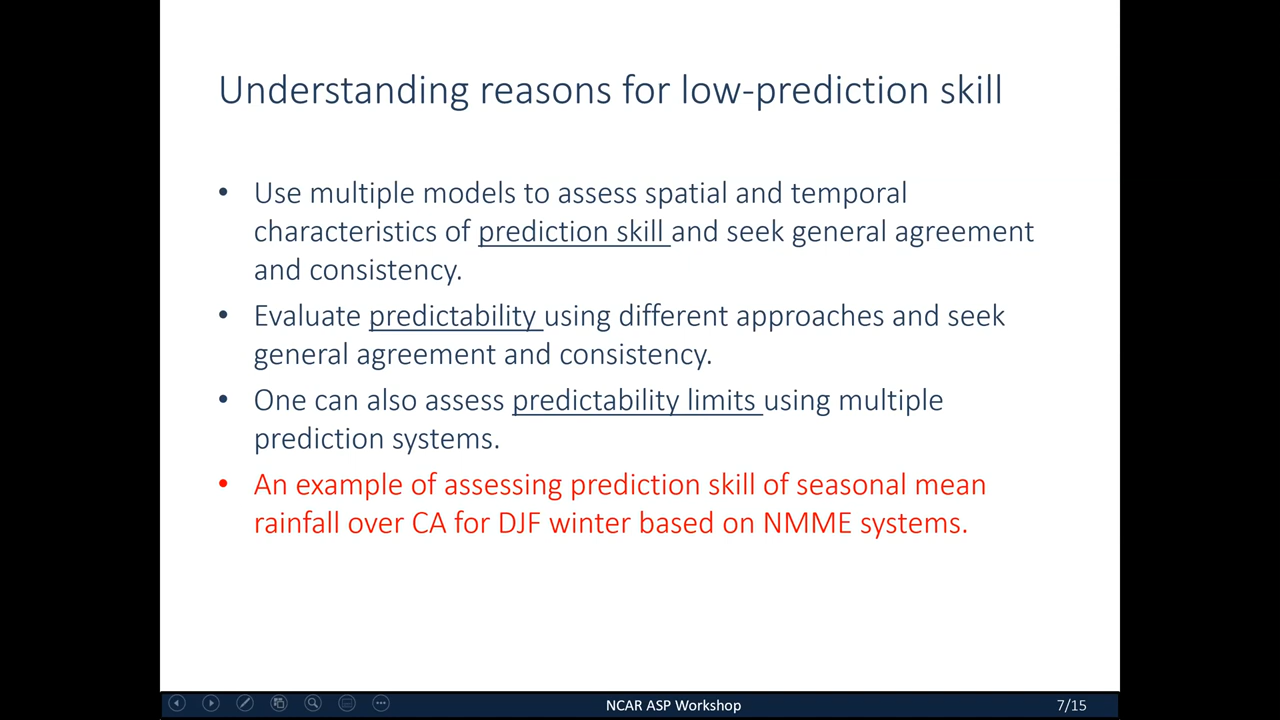 Understanding reasons for low-prediction skill
• Use multiple models to assess spatial and temporal
characteristics of prediction skill and seek general agreement
and consistency.
• Evaluate predictability using different approaches and seek
general agreement and consistency.
• One can also assess predictability limits using multiple
prediction systems.
• An example of assessing prediction skill of seasonal mean
rainfall over CA for DJF winter based on NMME systems.
NCAR ASP Workshop
7/15